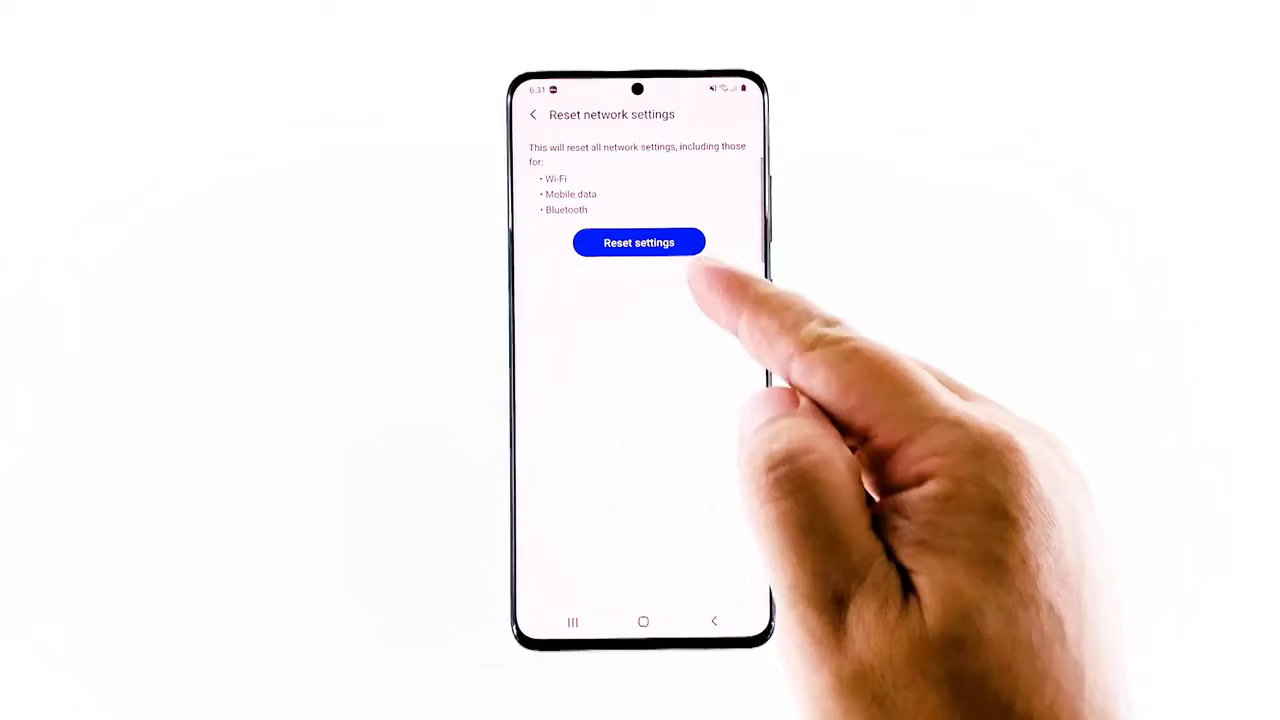 6:31
Reset network settings
This will reset all network settings, including those
for:
• Wi-Fi
• Mobile data
• Bluetooth
Reset settings